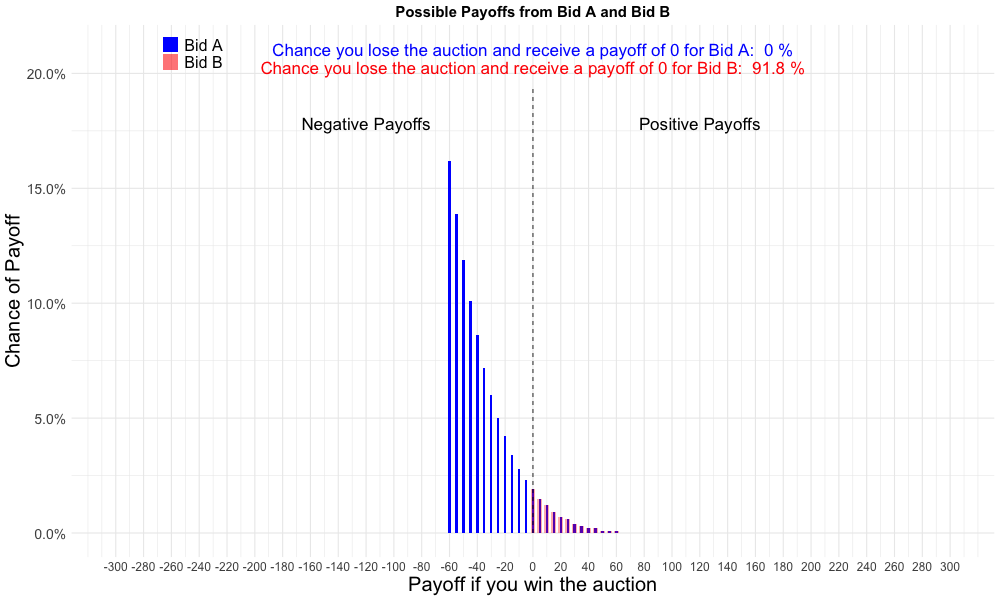 Possible Payoffs from Bid A and Bid B
Bid A
Bid B
Chance you lose the auction and receive a payoff of 0 for Bid A:  0 %
Chance you lose the auction and receive a payoff of 0 for Bid B:  91.8 %
Negative Payoffs
Positive Payoffs
Chance of Payoff
20.0%
15.0%
10.0%
5.0%
0.0%
-300 -280 -260 -240 -220 -200 -180 -160 -140 -120 -100 -80 -60 -40 -20 0 20 40 60 80 100 120 140 160 180 200 220 240 260 280 300
Payoff if you win the auction